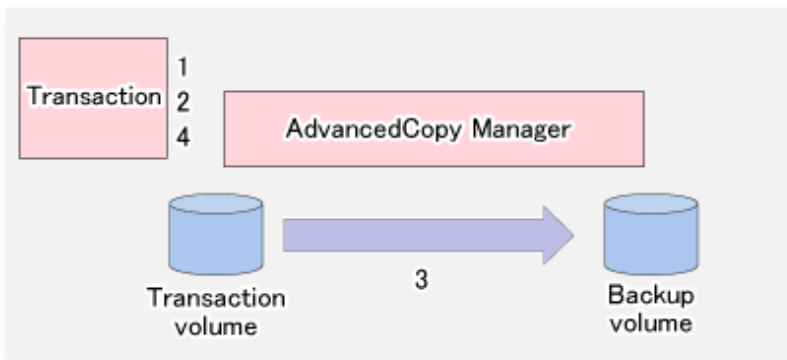 1
Transaction 2
4
AdvancedCopy Manager
3
Transaction
volume
Backup
volume